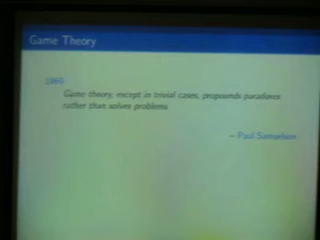 Game Theory
1960
Game theory, except in trivial cases, propounds paradoxes
rather than solves problems.
– Paul Samuelson